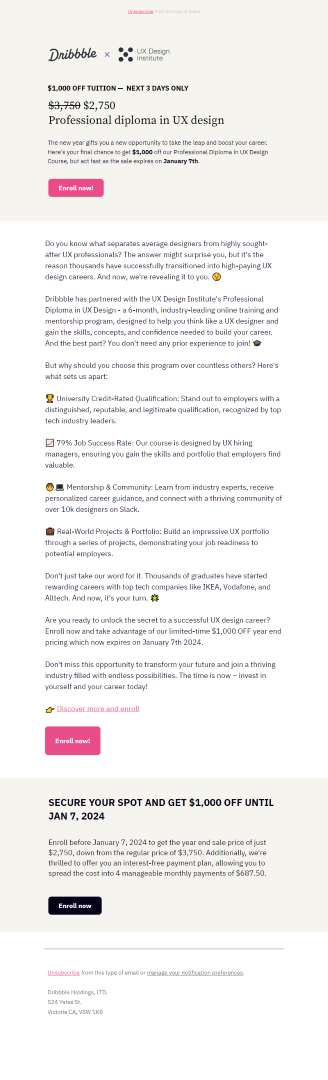 Unsubscribe from this type of email
Dribbble × UX Design
Institute
$1,000 OFF TUITION — NEXT 3 DAYS ONLY
$3,750 $2,750
Professional diploma in UX design
The new year gifts you a new opportunity to take the leap and boost your career.
Here's your final chance to get $1,000 off our Professional Diploma in UX Design
Course, but act fast as the sale expires on January 7th.
Enroll now!
Do you know what separates average designers from highly sought-
after UX professionals? The answer might surprise you, but it's the
reason thousands have successfully transitioned into high-paying UX
design careers. And now, we're revealing it to you. 😲
Dribbble has partnered with the UX Design Institute's Professional
Diploma in UX Design - a 6-month, industry-leading online training and
mentorship program, designed to help you think like a UX designer and
gain the skills, concepts, and confidence needed to build your career.
And the best part? You don't need any prior experience to join! 🎓
But why should you choose this program over countless others? Here's
what sets us apart:
🏆 University Credit-Rated Qualification: Stand out to employers with a
distinguished, reputable, and legitimate qualification, recognized by top
tech industry leaders.
📈 79% Job Success Rate: Our course is designed by UX hiring
managers, ensuring you gain the skills and portfolio that employers find
valuable.
🧑‍💻 Mentorship & Community: Learn from industry experts, receive
personalized career guidance, and connect with a thriving community of
over 10k designers on Slack.
💼 Real-World Projects & Portfolio: Build an impressive UX portfolio
through a series of projects, demonstrating your job readiness to
potential employers.
Don't just take our word for it. Thousands of graduates have started
rewarding careers with top tech companies like IKEA, Vodafone, and
Alltech. And now, it's your turn. 🌟
Are you ready to unlock the secret to a successful UX design career?
Enroll now and take advantage of our limited-time $1,000 OFF year end
pricing which now expires on January 7th 2024.
Don't miss this opportunity to transform your future and join a thriving
industry filled with endless possibilities. The time is now – invest in
yourself and your career today!
👉 Discover more and enroll
Enroll now!
SECURE YOUR SPOT AND GET $1,000 OFF UNTIL
JAN 7, 2024
Enroll before January 7, 2024 to get the year end sale price of just
$2,750, down from the regular price of $3,750. Additionally, we're
thrilled to offer you an interest-free payment plan, allowing you to
spread the cost into 4 manageable monthly payments of $687.50.
Enroll now
Unsubscribe from this type of email or manage your notification preferences.
Dribbble Holdings, LTD.
524 Yates St.
Victoria CA, V8W 1K8